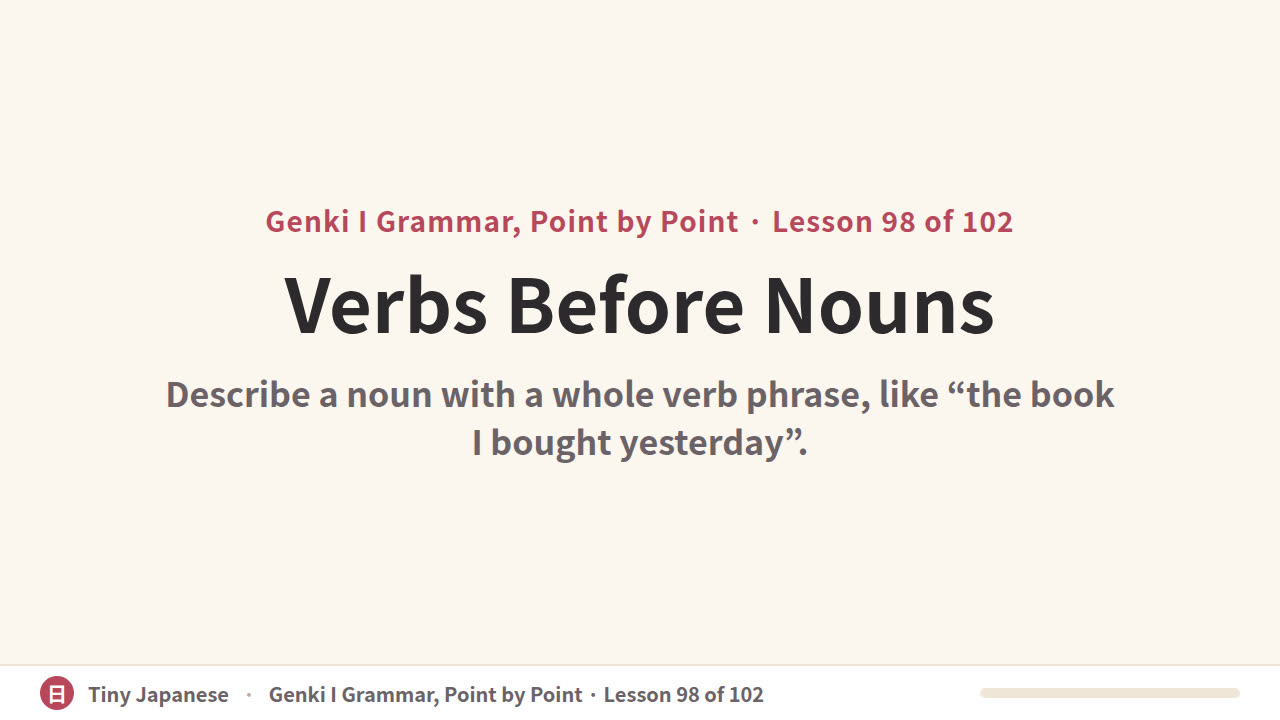 Genki I Grammar, Point by Point · Lesson 98 of 102
Verbs Before Nouns
Describe a noun with a whole verb phrase, like “the book
I bought yesterday”.
日 Tiny Japanese · Genki I Grammar, Point by Point · Lesson 98 of 102